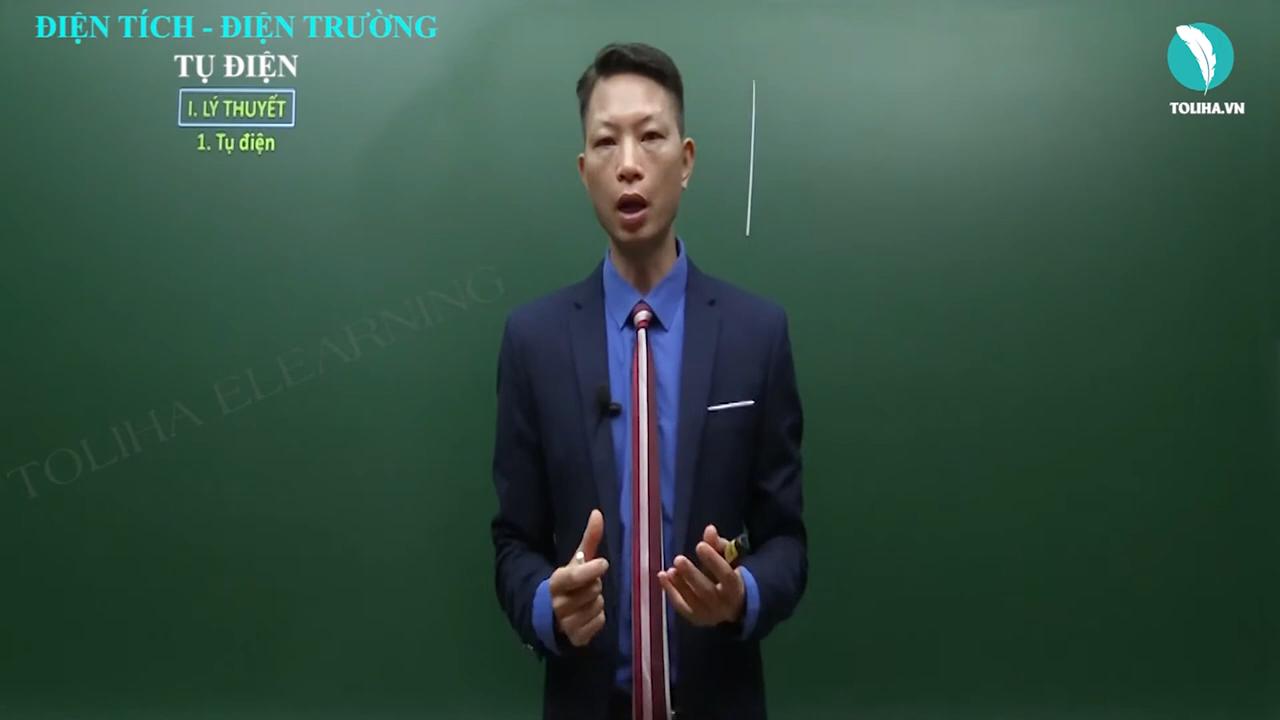 ĐIỆN TÍCH - ĐIỆN TRƯỜNG
TỤ ĐIỆN
I. LÝ THUYẾT
1. Tụ điện
TOLIHA.VN
TOLIHA ELEARNING